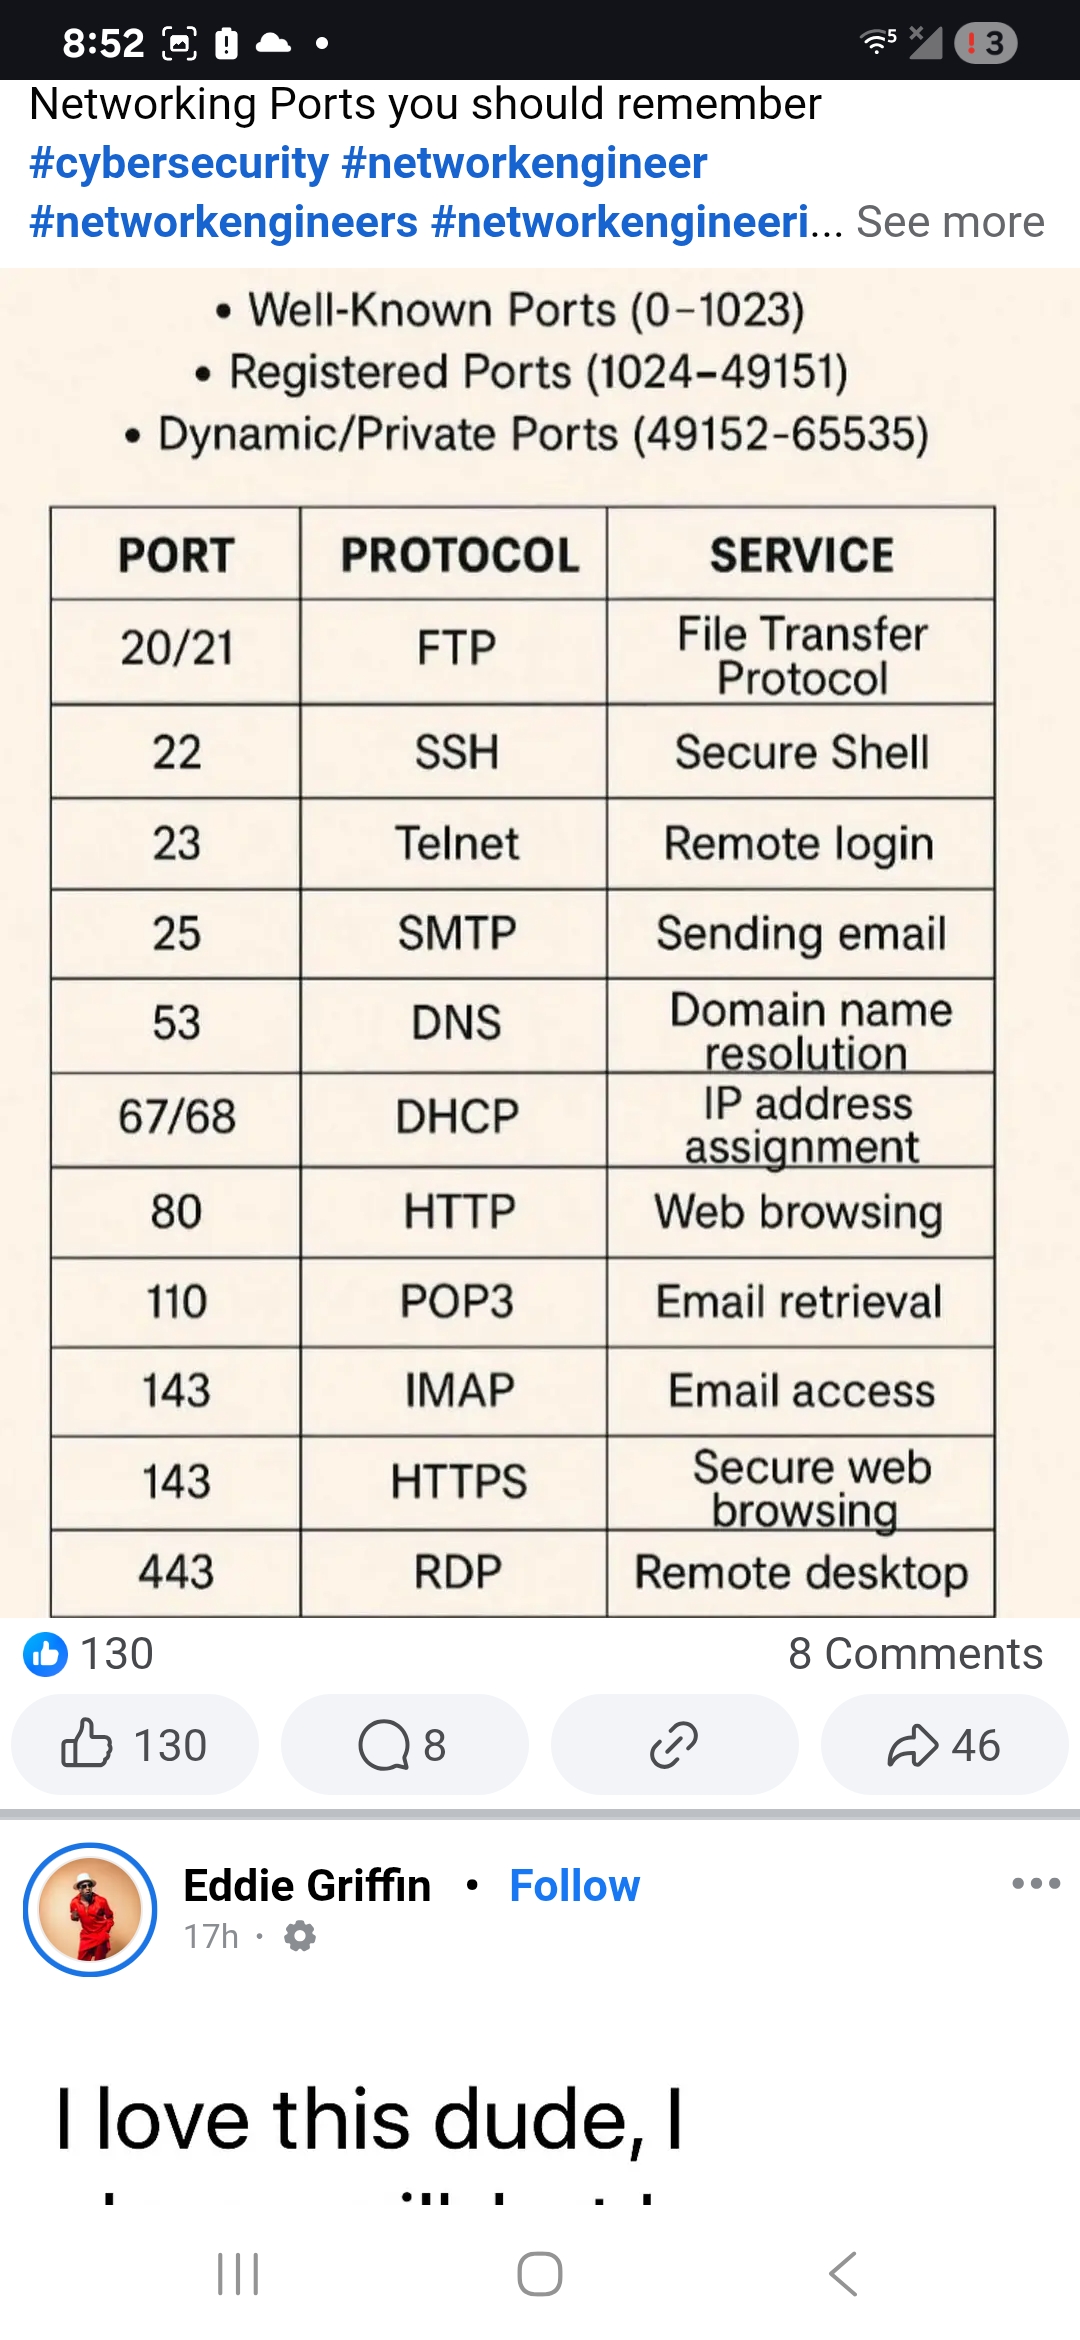 8:52
5
! 3
Networking Ports you should remember
#cybersecurity #networkengineer
#networkengineers #networkengineeri... See more
• Well-Known Ports (0-1023)
• Registered Ports (1024-49151)
• Dynamic/Private Ports (49152-65535)
PORT PROTOCOL SERVICE
20/21 FTP File Transfer Protocol
22 SSH Secure Shell
23 Telnet Remote login
25 SMTP Sending email
53 DNS Domain name resolution
67/68 DHCP IP address assignment
80 HTTP Web browsing
110 POP3 Email retrieval
143 IMAP Email access
143 HTTPS Secure web browsing
443 RDP Remote desktop
130 8 Comments
130 8 46
Eddie Griffin • Follow
17h •
I love this dude, I